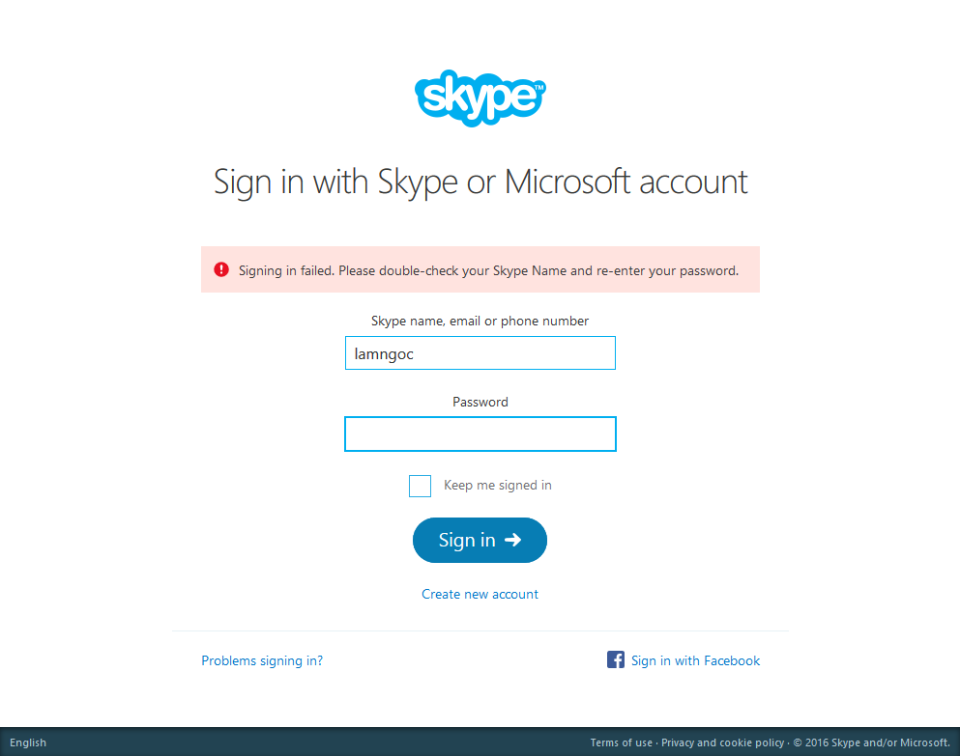 skype™
Sign in with Skype or Microsoft account
Signing in failed. Please double-check your Skype Name and re-enter your password.
Skype name, email or phone number
lamngoc
Password
Keep me signed in
Sign in
Create new account
Problems signing in?
Sign in with Facebook
English
Terms of use · Privacy and cookie policy · © 2016 Skype and/or Microsoft.